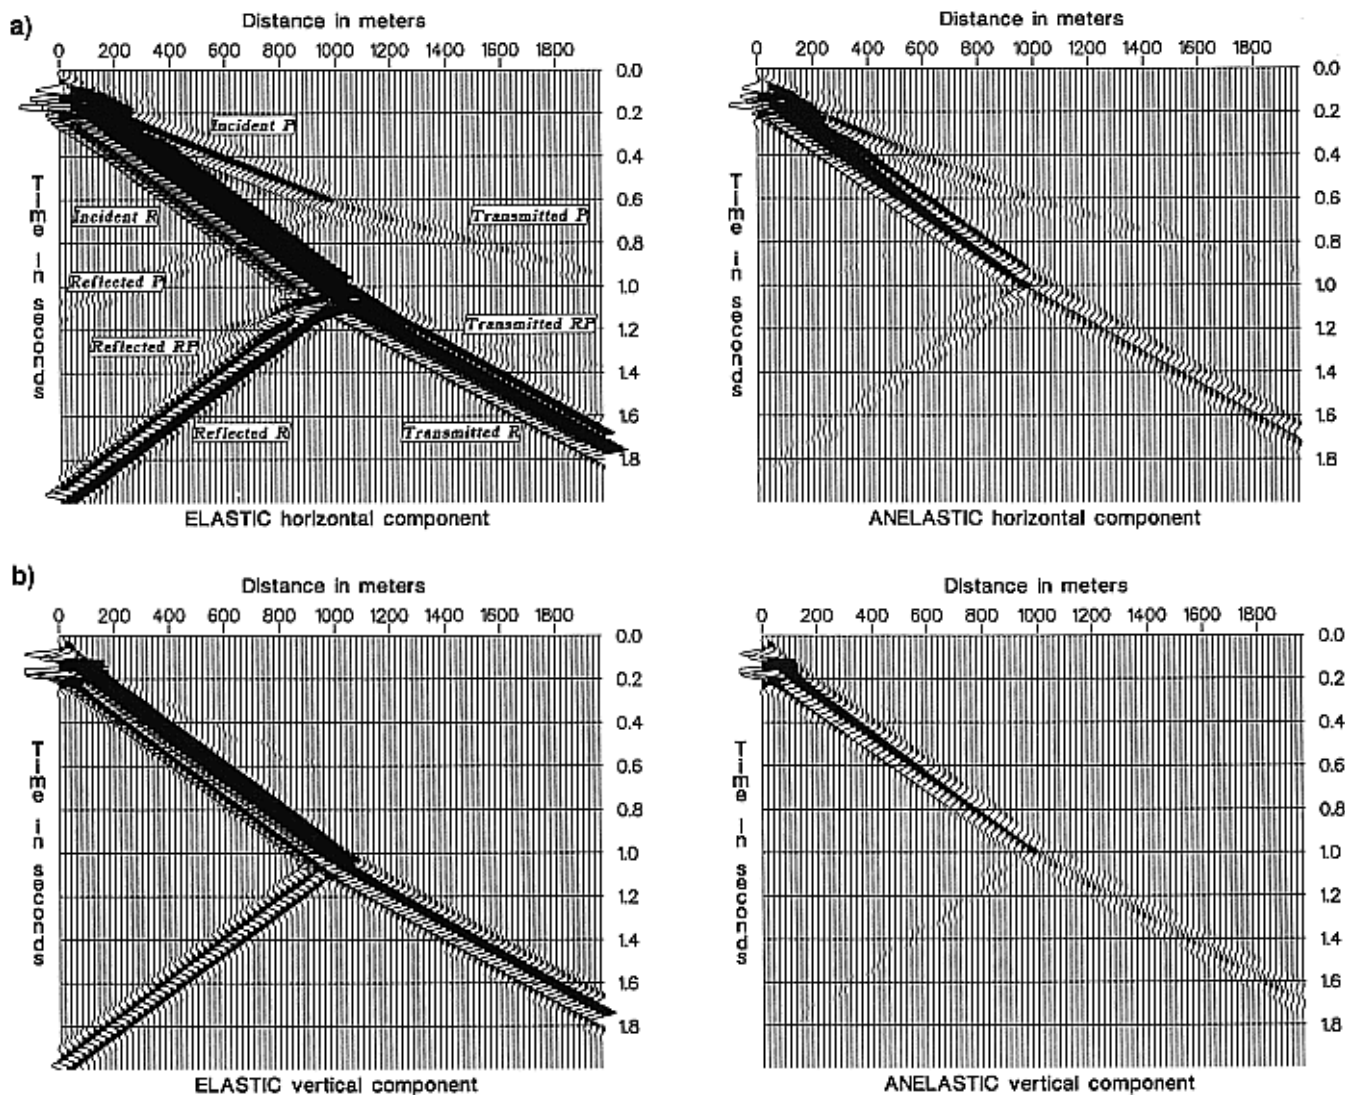 a)
Distance in meters
0 200 400 600 800 1000 1200 1400 1600 1800
0.0
0.2
0.4
0.6
0.8
1.0
1.2
1.4
1.6
1.8
Time in seconds
Incident P
Incident R
Transmitted P
Reflected P
Transmitted RP
Reflected RP
Reflected R
Transmitted R
ELASTIC horizontal component
Distance in meters
0 200 400 600 800 1000 1200 1400 1600 1800
0.0
0.2
0.4
0.6
0.8
1.0
1.2
1.4
1.6
1.8
Time in seconds
ANELASTIC horizontal component
b)
Distance in meters
0 200 400 600 800 1000 1200 1400 1600 1800
0.0
0.2
0.4
0.6
0.8
1.0
1.2
1.4
1.6
1.8
Time in seconds
ELASTIC vertical component
Distance in meters
0 200 400 600 800 1000 1200 1400 1600 1800
0.0
0.2
0.4
0.6
0.8
1.0
1.2
1.4
1.6
1.8
Time in seconds
ANELASTIC vertical component